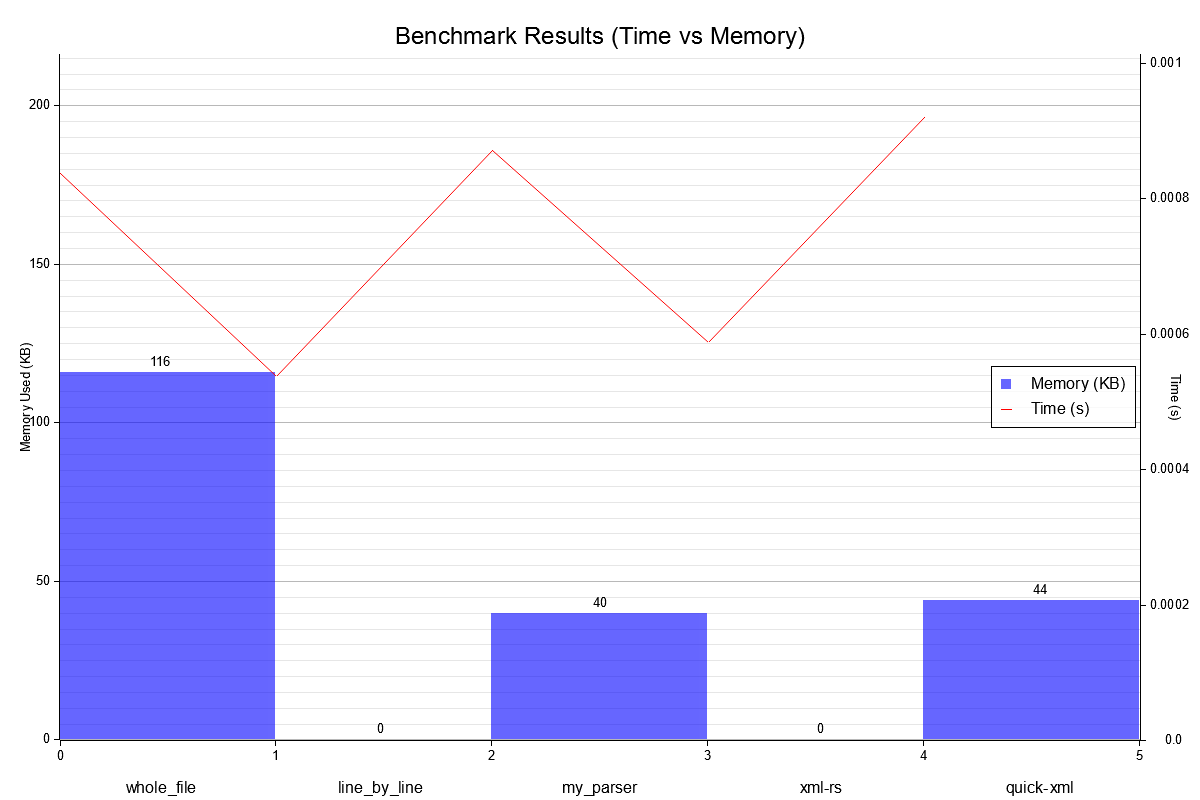 Benchmark Results (Time vs Memory)
0.001
200
0.0008
150
0.0006
116
Memory Used (KB)
Memory (KB)
Time (s)
Time (s)
100
0.0004
50
44
40
0.0002
0
0
0
0.0
0 1 2 3 4 5
whole_file line_by_line my_parser xml-rs quick-xml